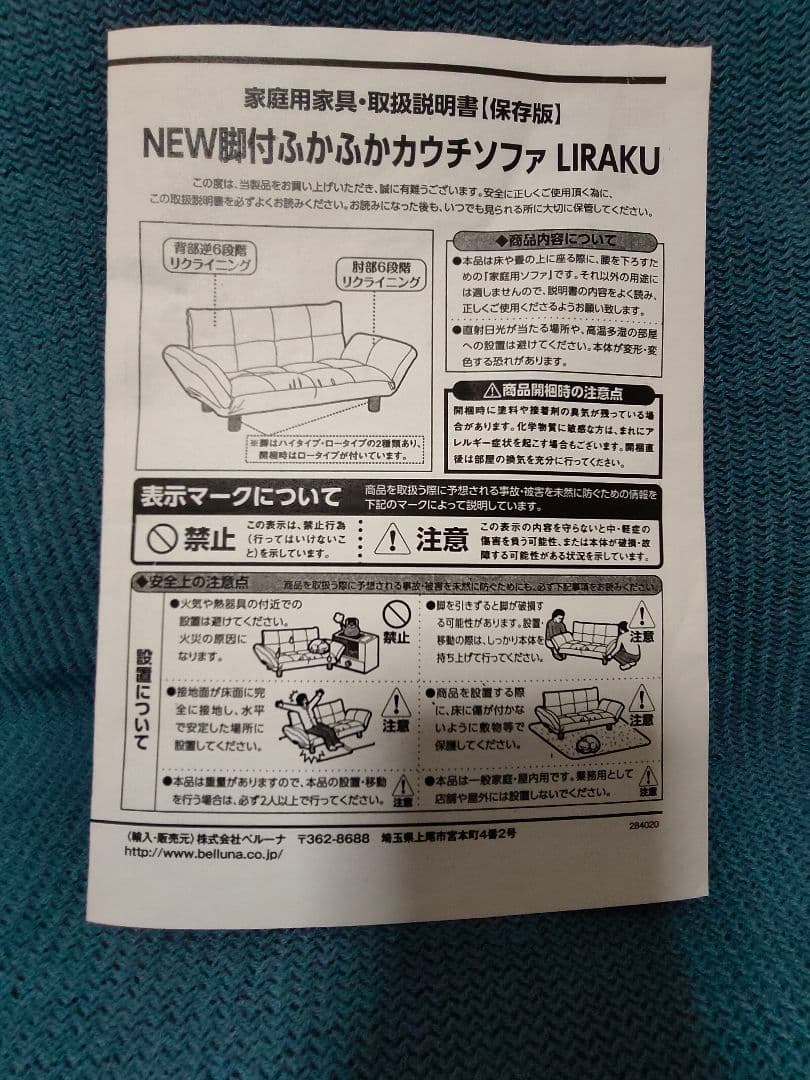 家庭用家具・取扱説明書【保存版】
NEW脚付ふかふかカウチソファ LIRAKU
この度は、当製品をお買い上げいただき、誠に有難うございます。安全に正しくご使用頂く為に、
この取扱説明書を必ずよくお読みください。お読みになった後も、いつでも見られる所に大切に保管してください。
背部逆6段階
リクライニング
肘部6段階
リクライニング
※脚はハイタイプ・ロータイプの2種類あり、
開梱時はロータイプが付いています。
◆商品内容について
●本品は床や畳の上に座る際に、腰を下ろすた
めの「家庭用ソファ」です。それ以外の用途に
は適しませんので、説明書の内容をよく読み、
正しくご使用くださるようお願い致します。
●直射日光が当たる場所や、高温多湿の部屋
への設置は避けてください。本体が変形・変
色する恐れがあります。
⚠商品開梱時の注意点
開梱時に塗料や接着剤の臭気が残っている場
合があります。化学物質に敏感な方は、まれにア
レルギー症状を起こす場合もございます。開梱直
後は部屋の換気を充分に行ってください。
表示マークについて
商品を取扱う際に予想される事故・被害を未然に防ぐための情報を
下記のマークによって説明しています。
禁止
この表示は、禁止行為
(行ってはいけないこ
と)を示しています。
注意
この表示の内容を守らないと中・軽症の
傷害を負う可能性、または本体が破損・故
障する可能性がある状況を示しています。
◆安全上の注意点
商品を取扱う際に予想される事故・被害を未然に防ぐためにも、必ず下記事項をお読みください。
設置について
●火気や熱器具の付近での
設置は避けてください。
火災の原因に
なります。
禁止
●脚を引きずると脚が破損す
る可能性があります。設置・
移動の際は、しっかり本体を
持ち上げて行ってください。
注意
●接地面が床面に完
全に接地し、水平
で安定した場所に
設置してください。
注意
●商品を設置する際
に、床に傷が付かな
いように敷物等で
保護してください。
注意
●本品は重量がありますので、本品の設置・移動
を行う場合は、必ず2人以上で行ってください。
注意
●本品は一般家庭・屋内用です。業務用として
店舗や屋外には設置しないでください。
注意
284020
(輸入・販売元)株式会社ベルーナ 〒362-8688 埼玉県上尾市宮本町4番2号
http://www.belluna.co.jp/